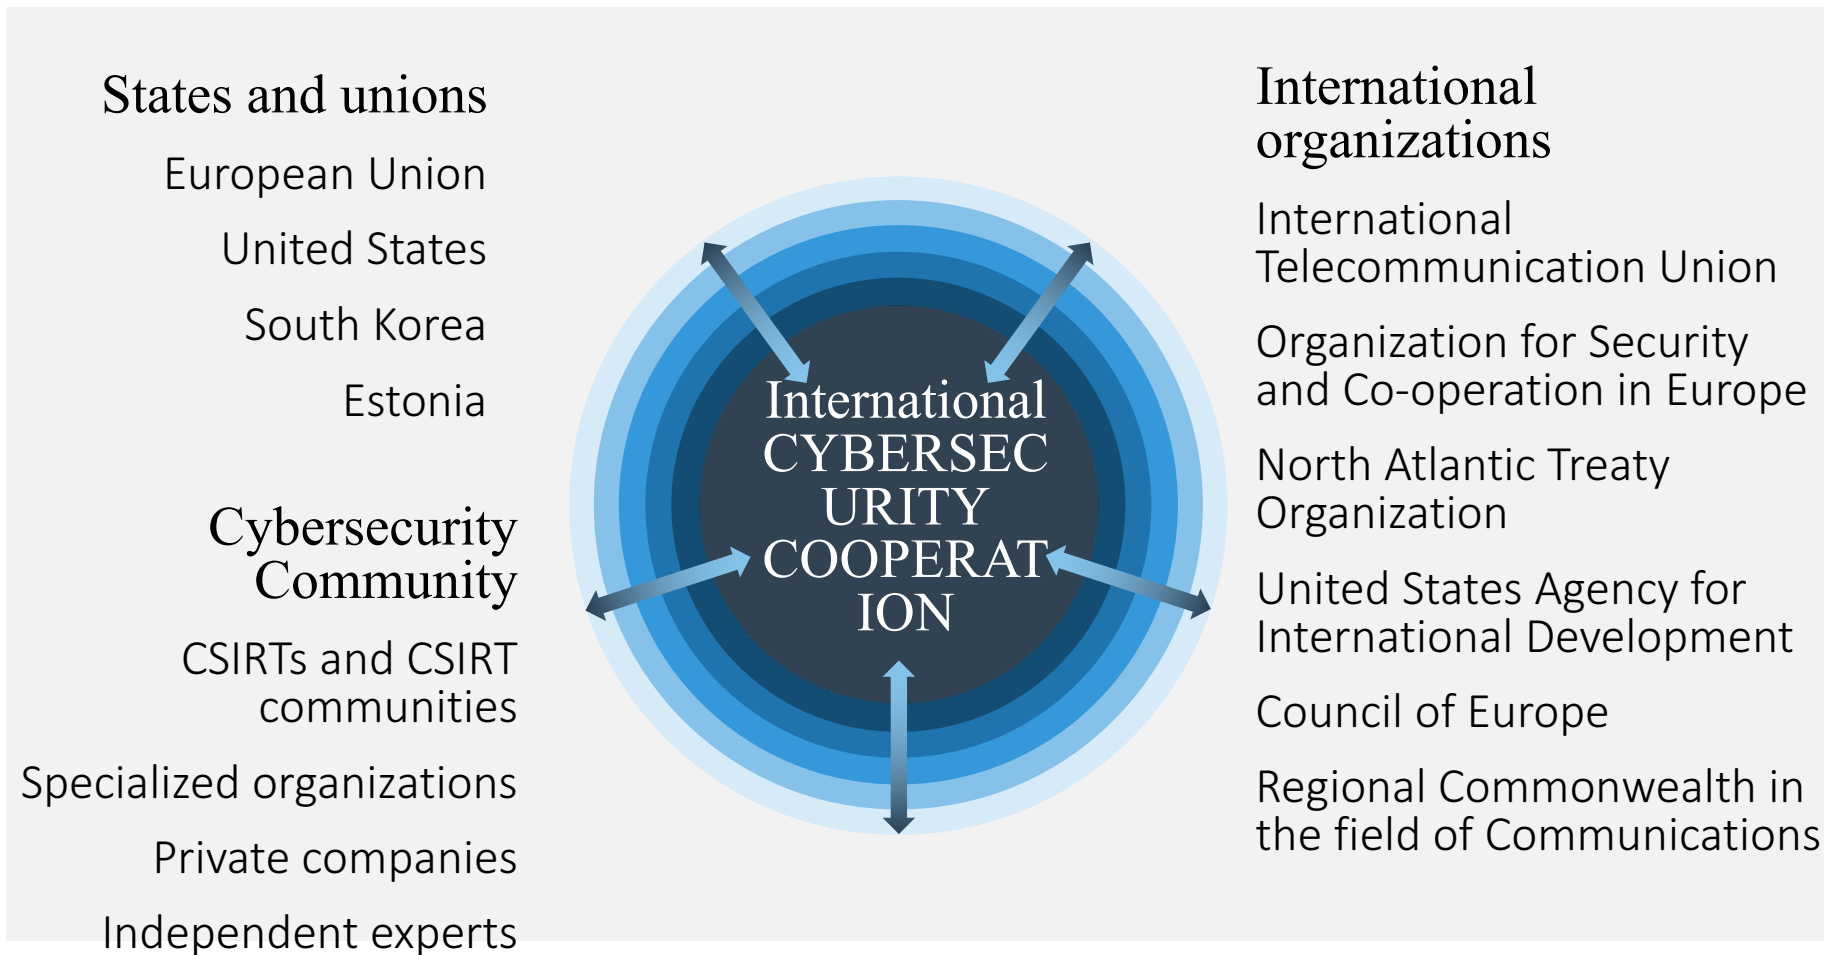 States and unions
European Union
United States
South Korea
Estonia
Cybersecurity
Community
CSIRTs and CSIRT
communities
Specialized organizations
Private companies
Independent experts
International
CYBERSEC
URITY
COOPERAT
ION
International
organizations
International
Telecommunication Union
Organization for Security
and Co-operation in Europe
North Atlantic Treaty
Organization
United States Agency for
International Development
Council of Europe
Regional Commonwealth in
the field of Communications